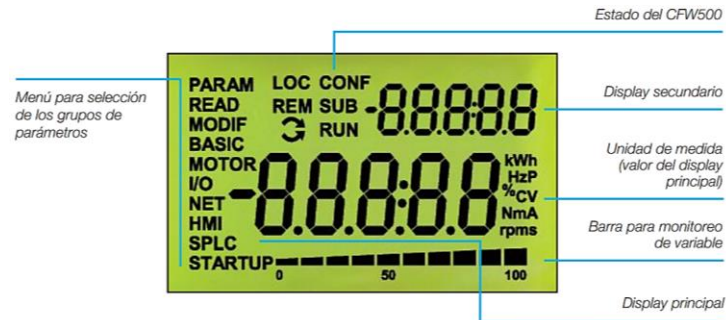 Estado del CFW500
Menú para selección
de los grupos de
parámetros
PARAM
READ
MODIF
BASIC
MOTOR
I/O
NET
HMI
SPLC
STARTUP
LOC CONF
REM SUB
RUN
-8.8.8:8.8
-8.8.8:8.8
kWh
HzP
%CV
NmA
rpms
0 50 100
Display secundario
Unidad de medida
(valor del display
principal)
Barra para monitoreo
de variable
Display principal